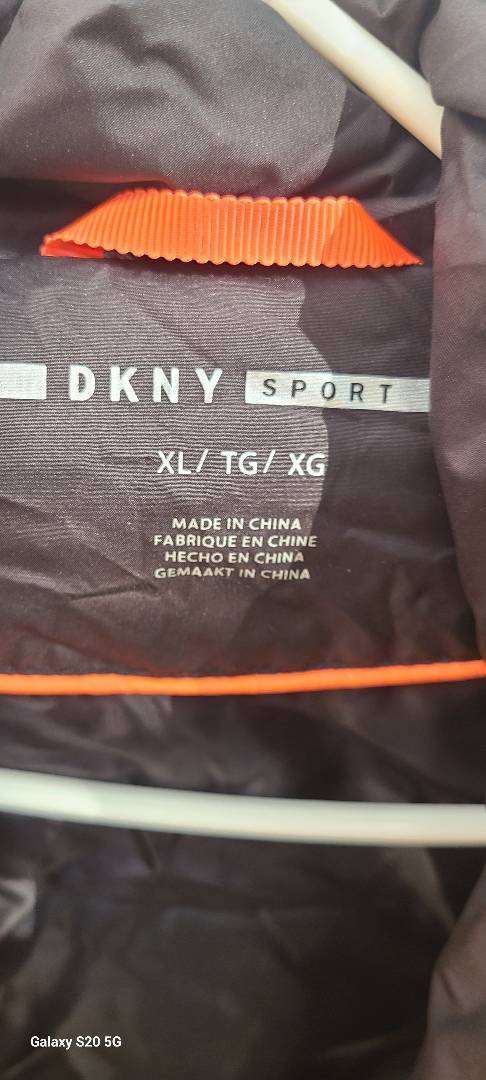 DKNY SPORT
XL/ TG/ XG
MADE IN CHINA
FABRIQUE EN CHINE
HECHO EN CHINA
GEMAAKT IN CHINA
Galaxy S20 5G